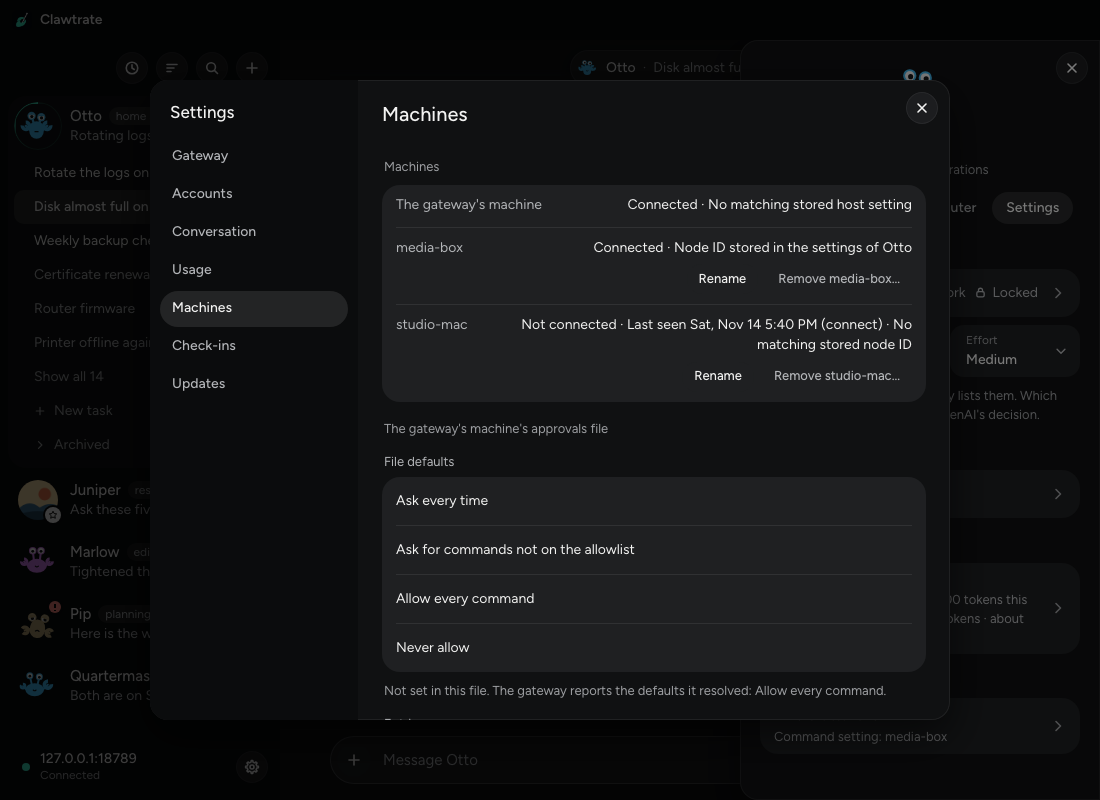 Clawtrate
Otto · Disk almost fu
Otto home
Rotating logs
Rotate the logs on
Disk almost full on
Weekly backup che
Certificate renewa
Router firmware
Printer offline again
Show all 14
+ New task
Archived
Juniper res
Ask these five
Marlow edi
Tightened th
Pip planning
Here is the w
Quartermas
Both are on S
127.0.0.1:18789
Connected
Settings
Gateway
Accounts
Conversation
Usage
Machines
Check-ins
Updates
Machines
Machines
The gateway's machine Connected · No matching stored host setting
media-box Connected · Node ID stored in the settings of Otto
Rename Remove media-box...
studio-mac Not connected · Last seen Sat, Nov 14 5:40 PM (connect) · No
matching stored node ID
Rename Remove studio-mac...
The gateway's machine's approvals file
File defaults
Ask every time
Ask for commands not on the allowlist
Allow every command
Never allow
Not set in this file. The gateway reports the defaults it resolved: Allow every command.
Message Otto
rations
uter Settings
ork Locked
Effort
Medium
y lists them. Which
enAI's decision.
00 tokens this
okens · about
Command setting: media-box